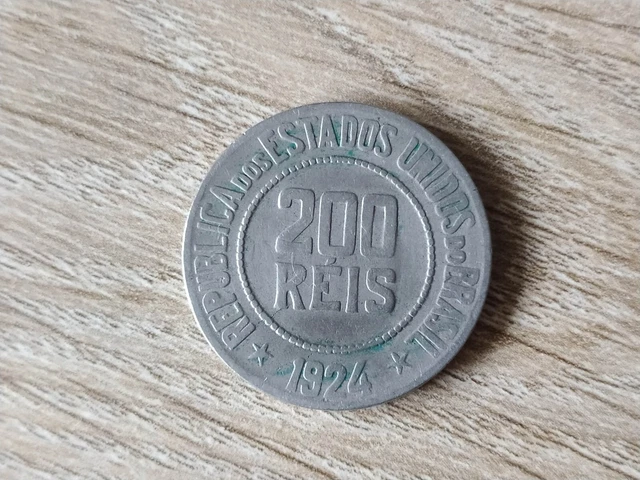 REPUBLICA DOS ESTADOS UNIDOS DO BRASIL
200
RÉIS
1924